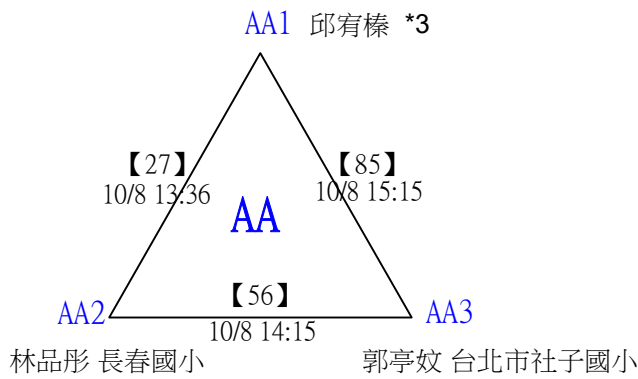 AA1 邱宥榛 *3
【27】
10/8 13:36
【85】
10/8 15:15
AA
【56】
10/8 14:15
AA2
AA3
林品彤 長春國小
郭葶妏 台北市社子國小